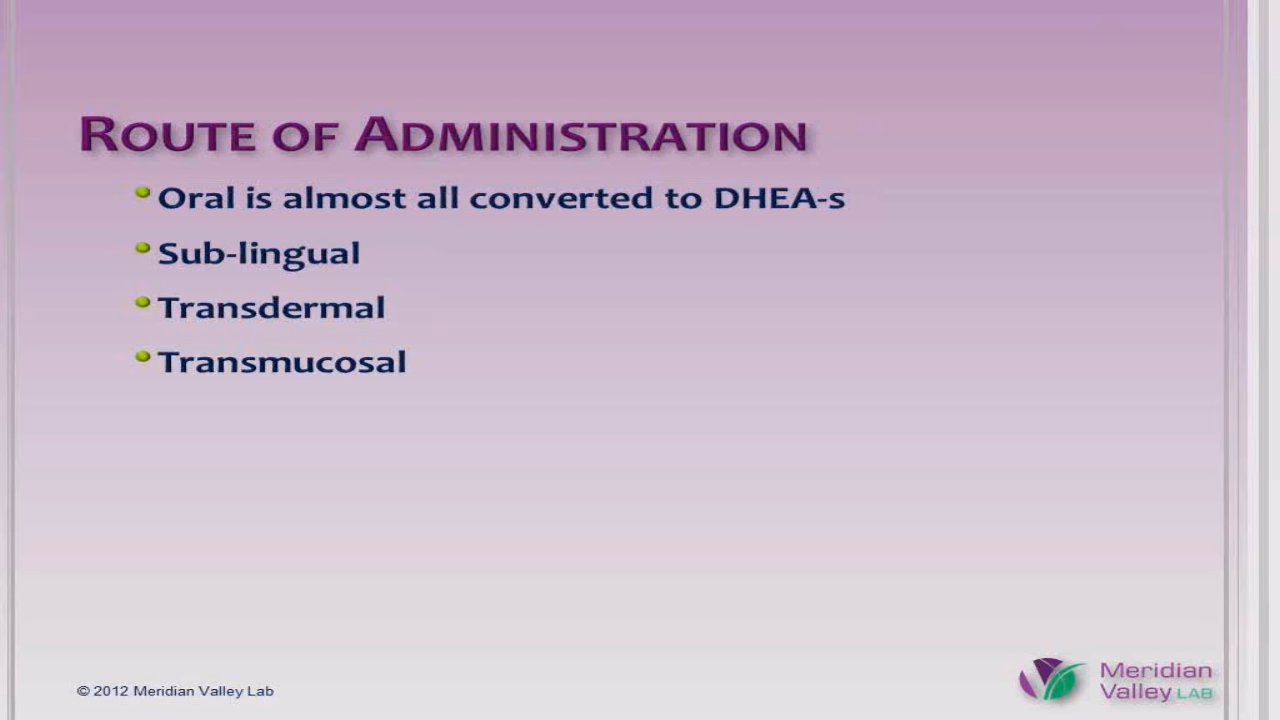 ROUTE OF ADMINISTRATION
Oral is almost all converted to DHEA-s
Sub-lingual
Transdermal
Transmucosal
© 2012 Meridian Valley Lab
Meridian
Valley LAB